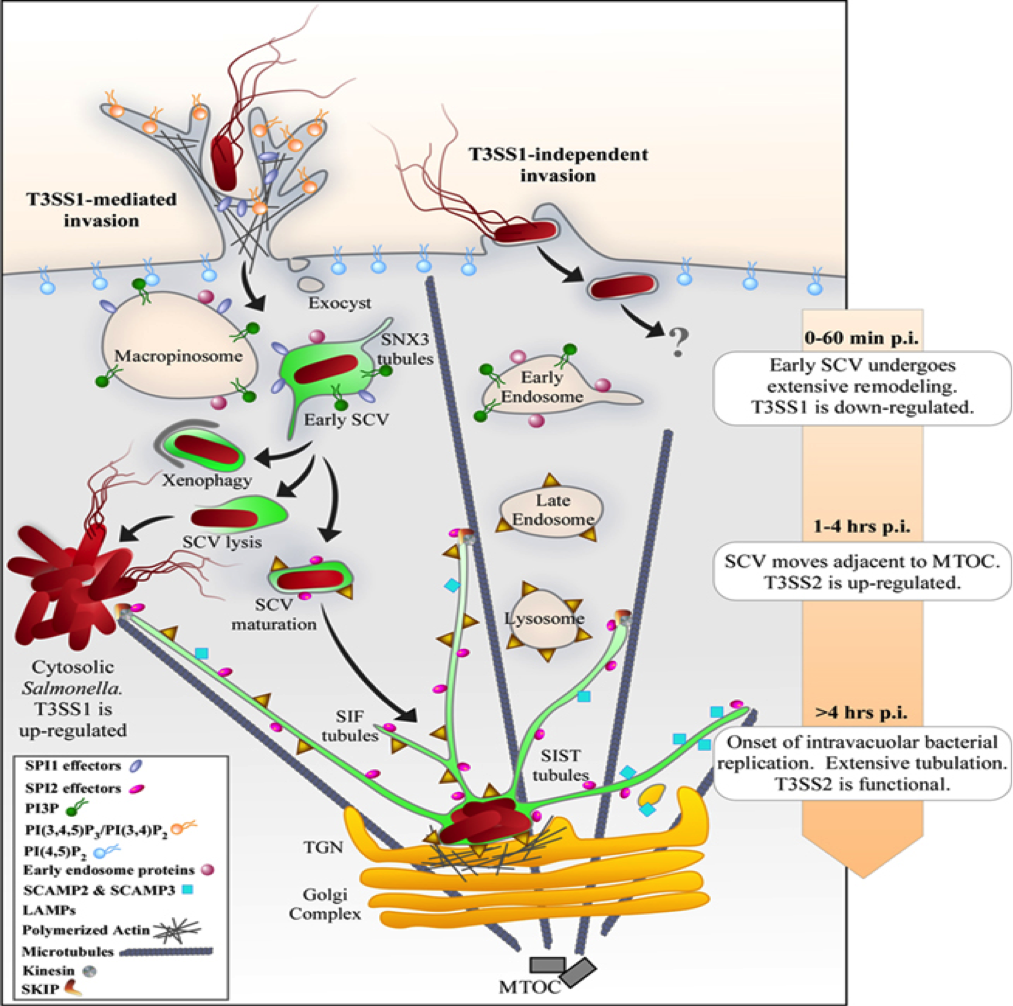 T3SS1-mediated
invasion
T3SS1-independent
invasion
Exocyst
Macropinosome
SNX3
tubules
Early SCV
Early
Endosome
?
Xenophagy
SCV lysis
SCV
maturation
Late
Endosome
Lysosome
Cytosolic
Salmonella.
T3SS1 is
up-regulated
SIF
tubules
SIST
tubules
TGN
Golgi
Complex
MTOC
0-60 min p.i.
Early SCV undergoes
extensive remodeling.
T3SS1 is down-regulated.
1-4 hrs p.i.
SCV moves adjacent to MTOC.
T3SS2 is up-regulated.
>4 hrs p.i.
Onset of intravacuolar bacterial
replication. Extensive tubulation.
T3SS2 is functional.
SPI1 effectors
SPI2 effectors
PI3P
PI(3,4,5)P3/PI(3,4)P2
PI(4,5)P2
Early endosome proteins
SCAMP2 & SCAMP3
LAMPs
Polymerized Actin
Microtubules
Kinesin
SKIP